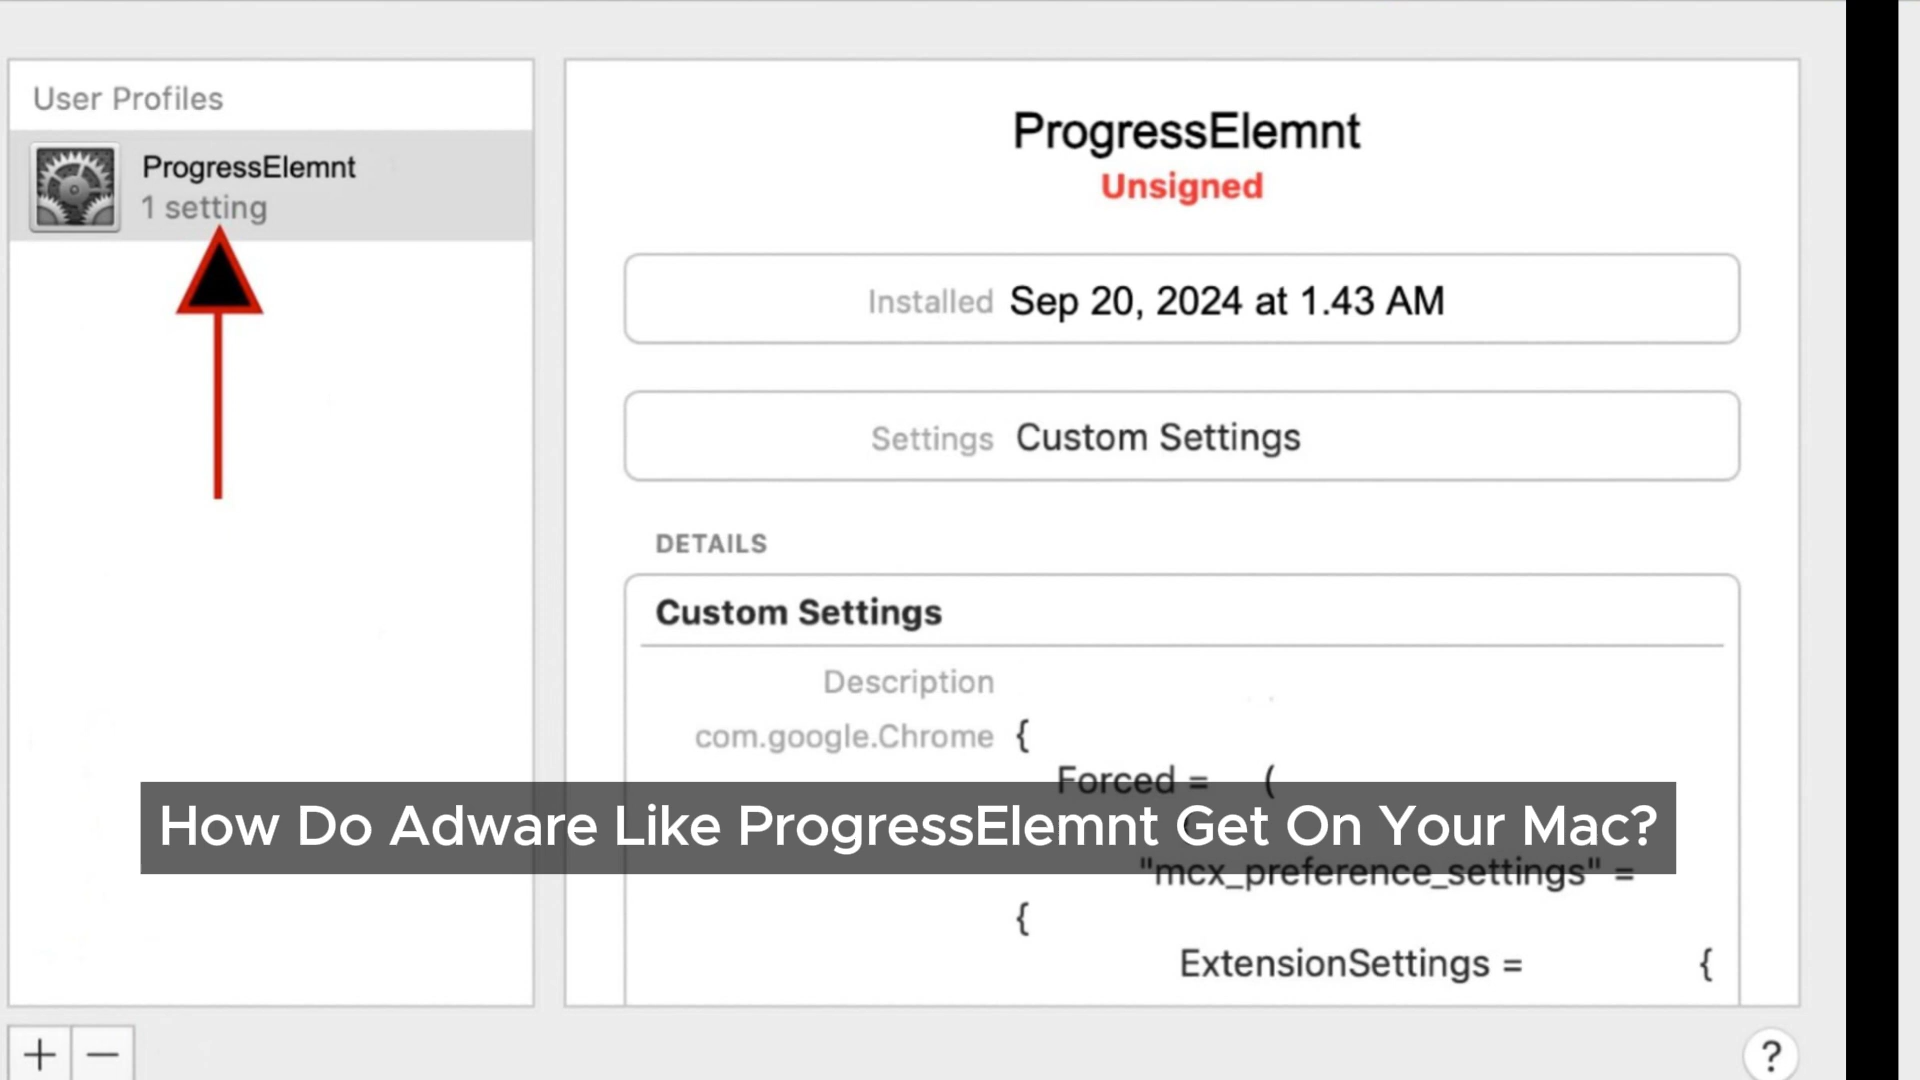 User Profiles
ProgressElemnt
1 setting
ProgressElemnt
Unsigned
Installed Sep 20, 2024 at 1.43 AM
Settings Custom Settings
DETAILS
Custom Settings
Description
com.google.Chrome {
Forced = (
How Do Adware Like ProgressElemnt Get On Your Mac?
"mcx_preference_settings" =
{
ExtensionSettings = {
+ −
?